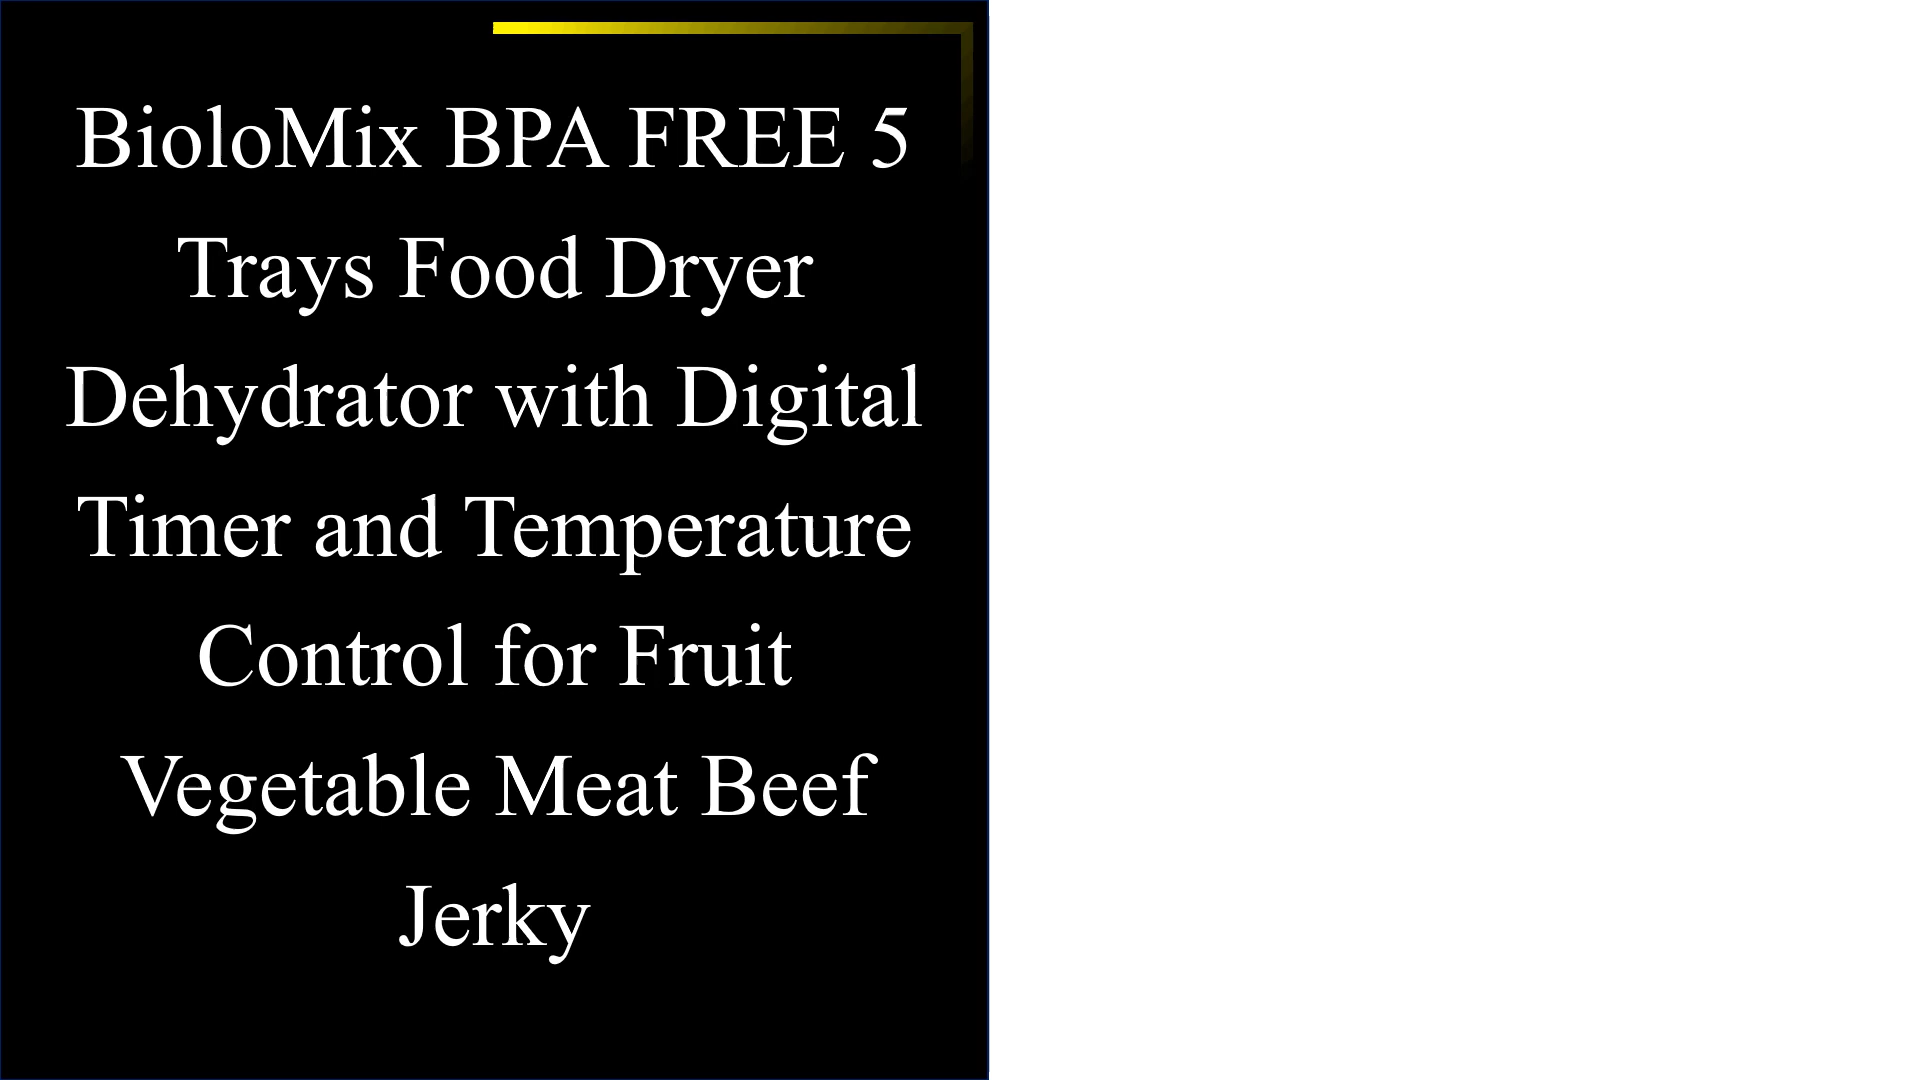 BioloMix BPA FREE 5
Trays Food Dryer
Dehydrator with Digital
Timer and Temperature
Control for Fruit
Vegetable Meat Beef
Jerky